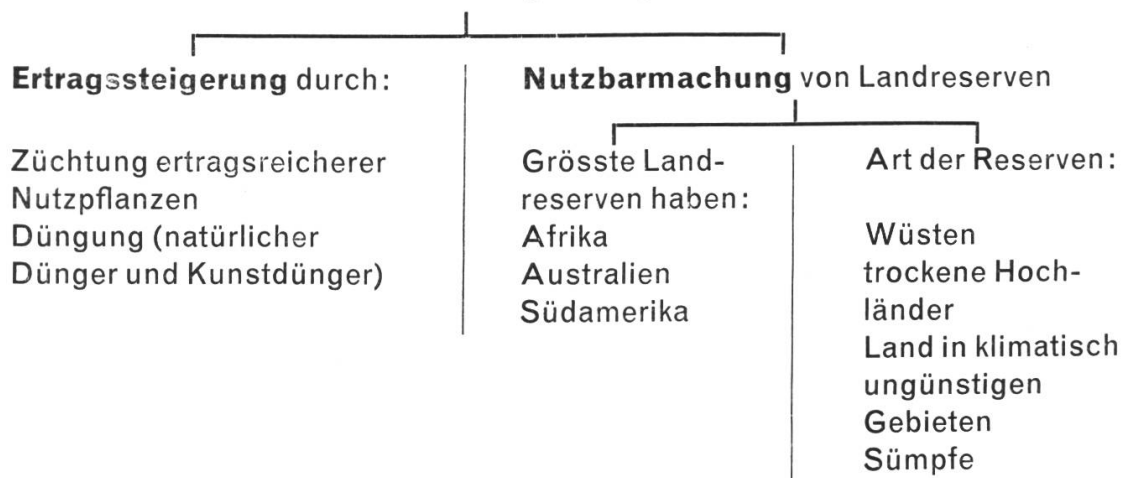 Ertragssteigerung durch:
Züchtung ertragsreicherer
Nutzpflanzen
Düngung (natürlicher
Dünger und Kunstdünger)
Nutzbarmachung von Landreserven
Grösste Land-
reserven haben:
Afrika
Australien
Südamerika
Art der Reserven:
Wüsten
trockene Hoch-
länder
Land in klimatisch
ungünstigen
Gebieten
Sümpfe